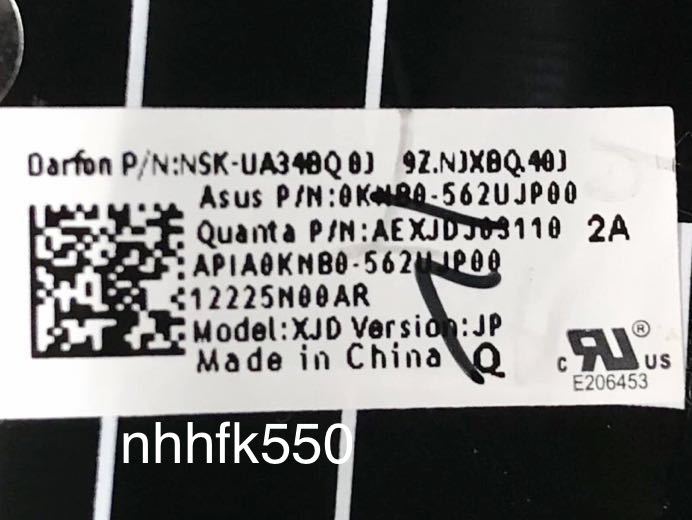 Darfon P/N:NSK-UA34BQ 0J 9Z.NJXBQ.40J
Asus P/N:0KNB0-562UJP00
Quanta P/N:AEXJDJ03110 2A
APIA0KNB0-562UJP00
12225N00AR
Model:XJD Version:JP
Made in China Q
c RU ® US
E206453
nhhfk550